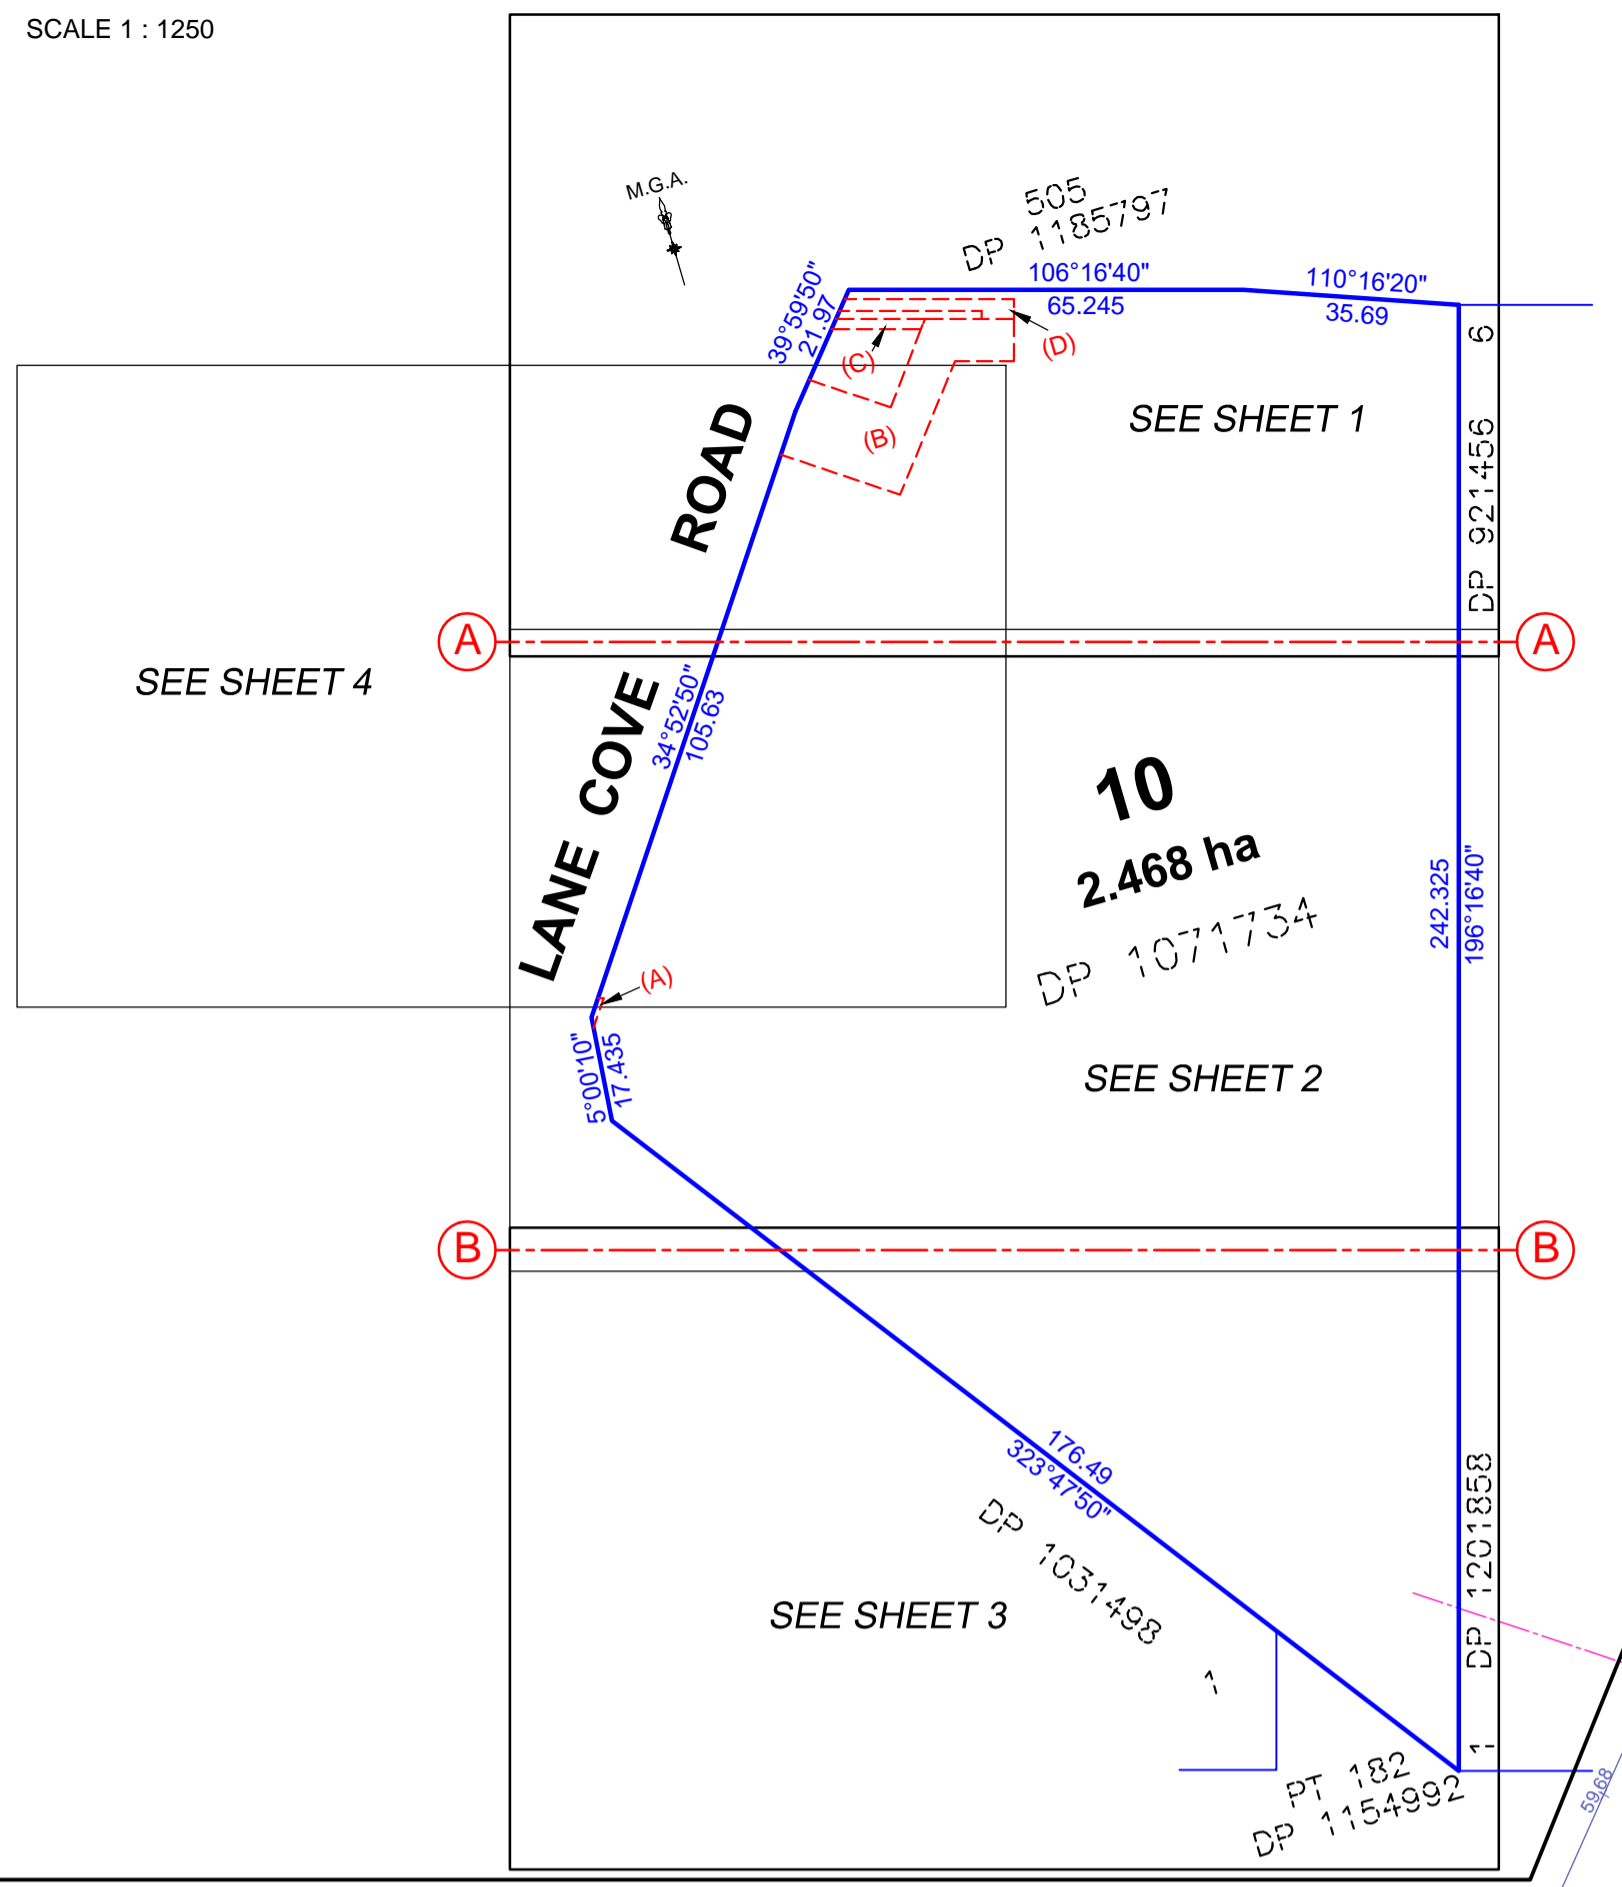 SCALE 1 : 1250
M.G.A.
505
DP 1185797
106°16'40"
65.245
110°16'20"
35.69
39°59'50"
21.97
(C)
(D)
(B)
6
DP 921456
SEE SHEET 1
ROAD
A
A
SEE SHEET 4
LANE COVE
34°52'50"
105.63
10
2.468 ha
DP 1071734
242.325
196°16'40"
(A)
5°00'10"
17.435
SEE SHEET 2
B
B
176.49
323°47'50"
DP 1031498
1
SEE SHEET 3
1 DP 1201858
PT 182
DP 1154992
59.68